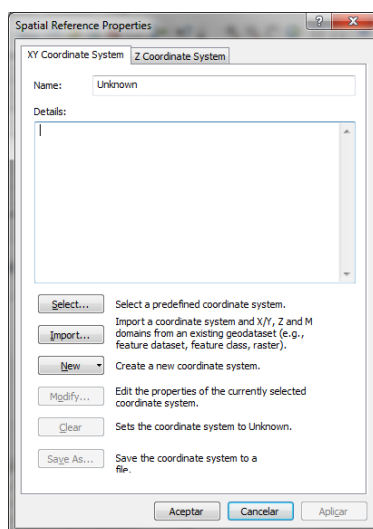 Spatial Reference Properties
XY Coordinate System Z Coordinate System
Name: Unknown
Details:
Select... Select a predefined coordinate system.
Import a coordinate system and X/Y, Z and M
Import... domains from an existing geodataset (e.g.,
feature dataset, feature class, raster).
New Create a new coordinate system.
Edit the properties of the currently selected
Modify... coordinate system.
Clear Sets the coordinate system to Unknown.
Save As... Save the coordinate system to a
file.
Aceptar Cancelar Aplicar